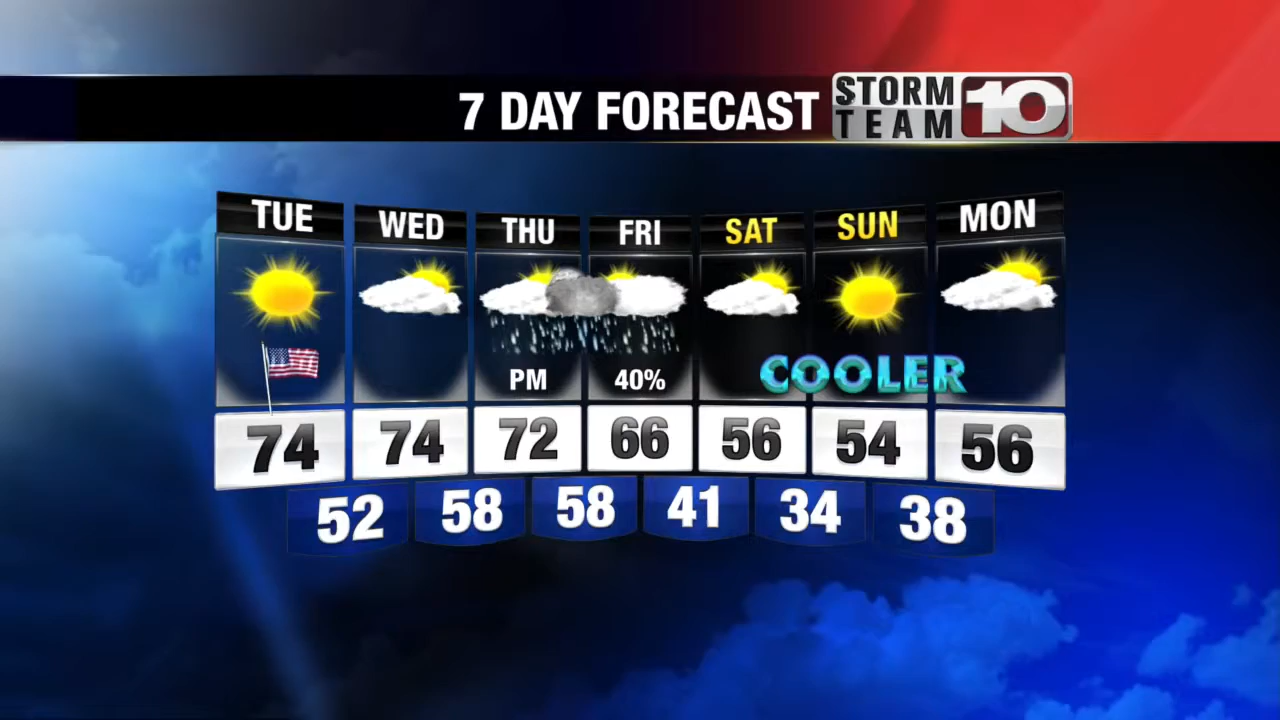 7 DAY FORECAST
STORM
TEAM
10
TUE WED THU FRI SAT SUN MON
PM 40%
COOLER
74 74 72 66 56 54 56
52 58 58 41 34 38